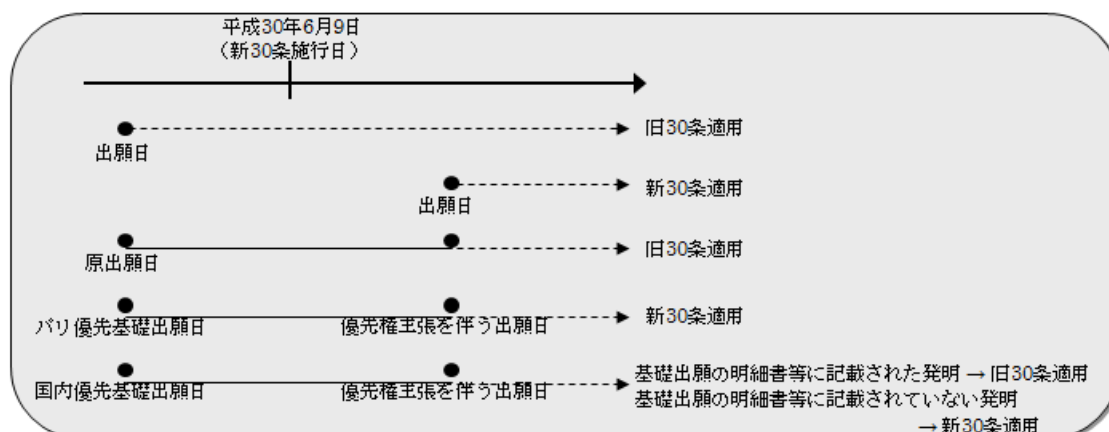 平成30年6月9日
（新30条施行日）
旧30条適用
出願日
新30条適用
出願日
旧30条適用
原出願日
新30条適用
パリ優先基礎出願日
優先権主張を伴う出願日
基礎出願の明細書等に記載された発明 → 旧30条適用
国内優先基礎出願日
優先権主張を伴う出願日
基礎出願の明細書等に記載されていない発明
→ 新30条適用